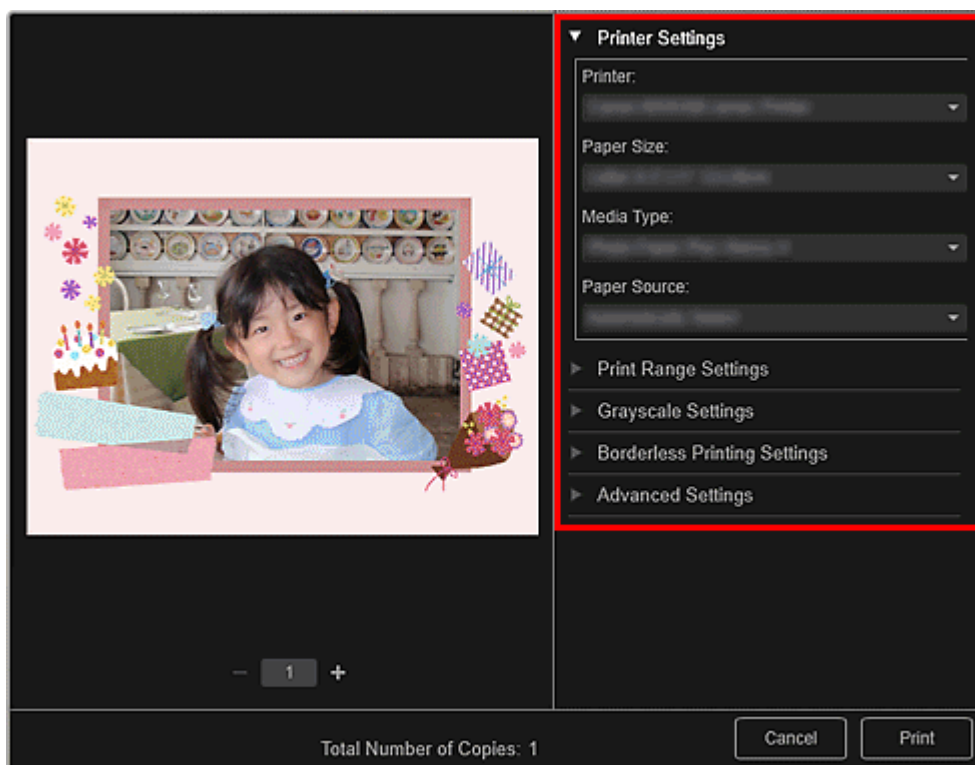 Printer Settings
Printer:
Paper Size:
Media Type:
Paper Source:
Print Range Settings
Grayscale Settings
Borderless Printing Settings
Advanced Settings
1
Total Number of Copies: 1
Cancel
Print